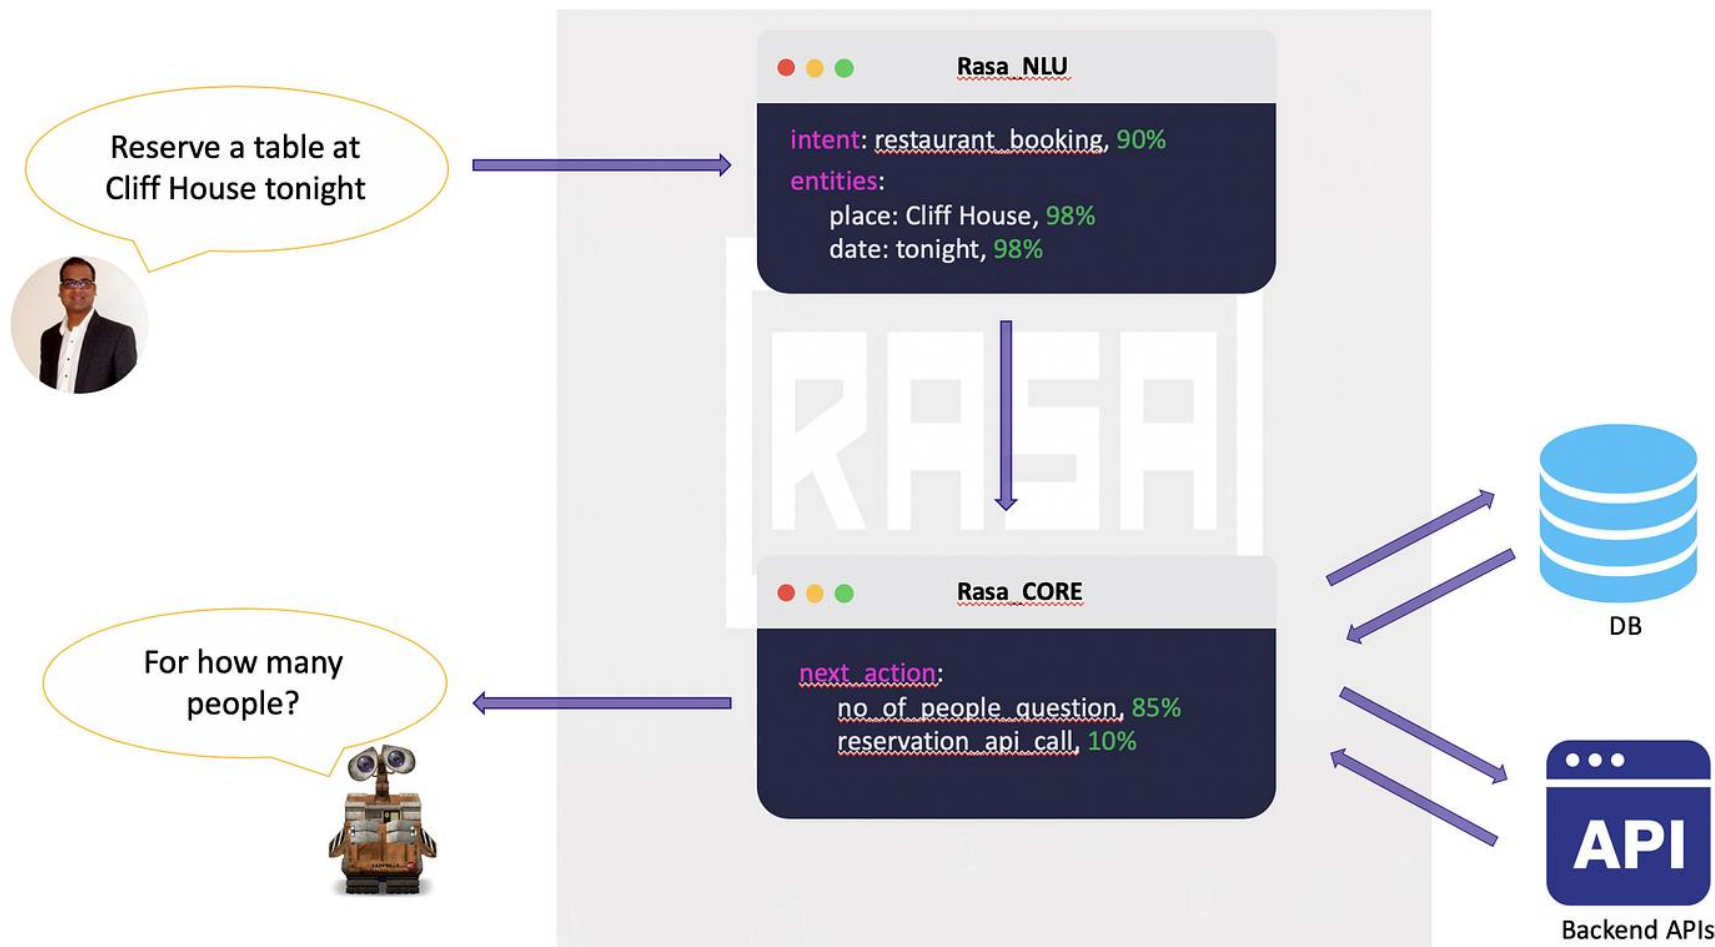 Reserve a table at
Cliff House tonight
Rasa_NLU
intent: restaurant_booking, 90%
entities:
place: Cliff House, 98%
date: tonight, 98%
RASA
Rasa_CORE
next_action:
no_of_people_question, 85%
reservation_api_call, 10%
For how many
people?
DB
API
Backend APIs